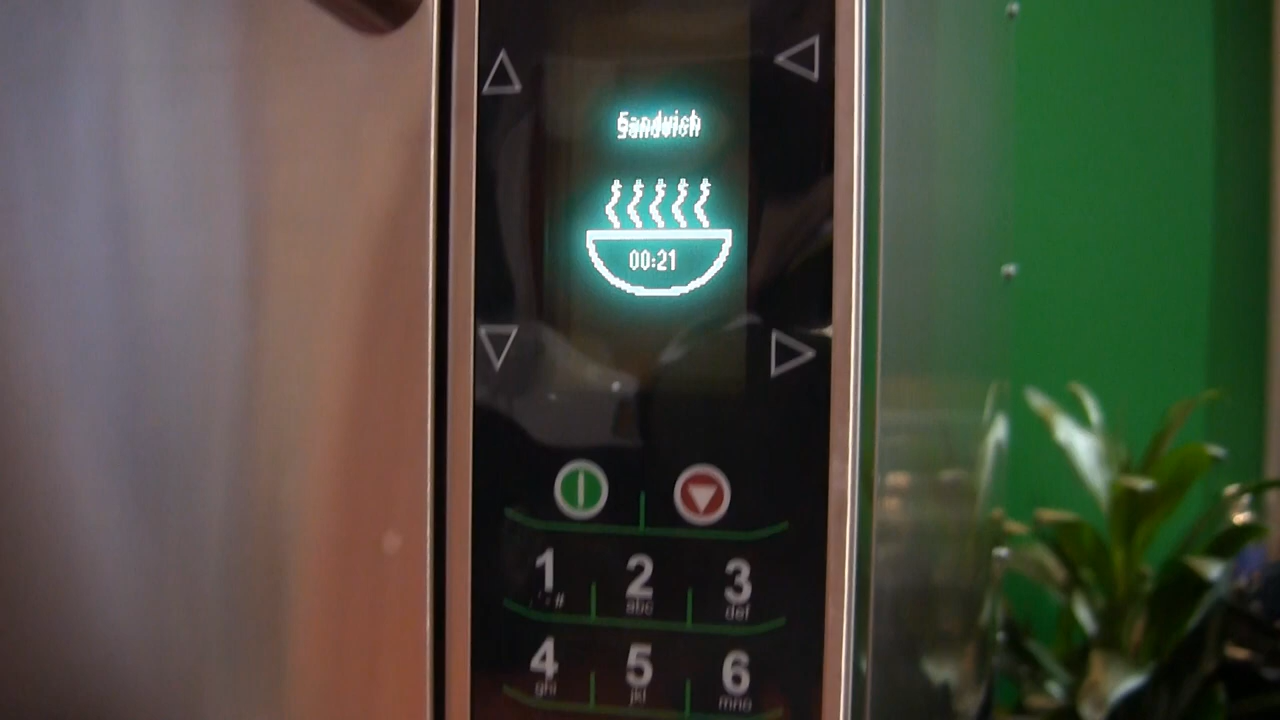 Sandwich
00:21
1 2 3
.,-# abc def
4 5 6
ghi jkl mno